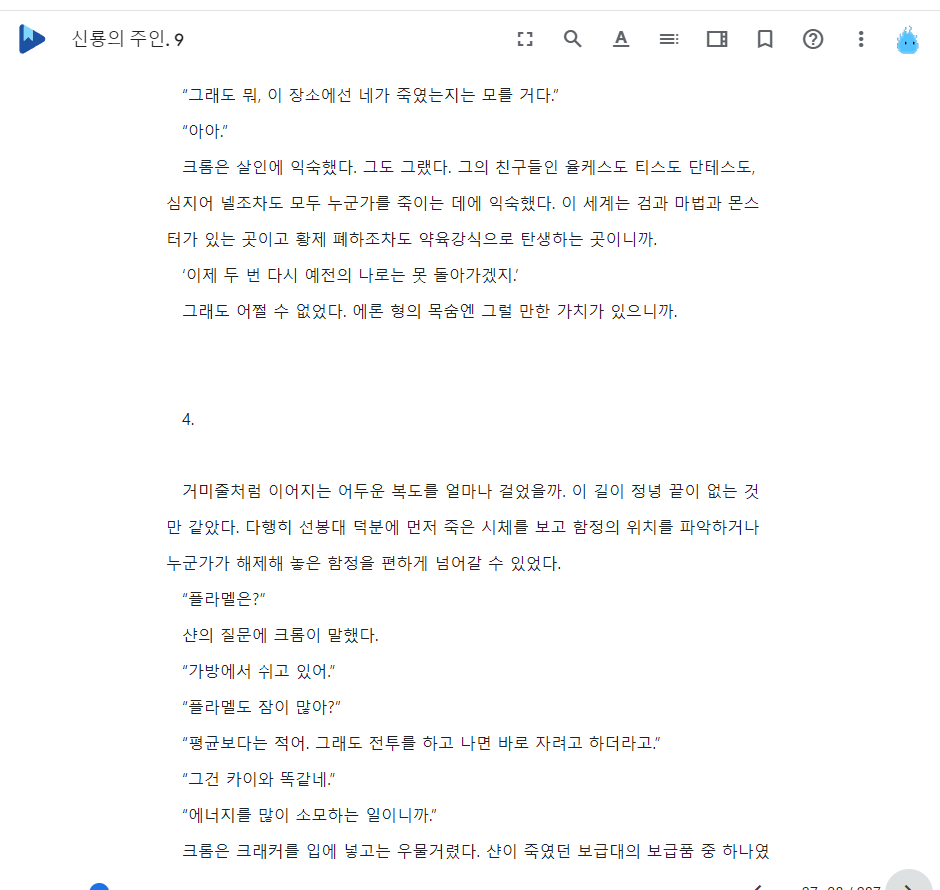 신룡의 주인. 9
“그래도 뭐, 이 장소에선 네가 죽였는지는 모를 거다.”
“아아.”
크롬은 살인에 익숙했다. 그도 그랬다. 그의 친구들인 율케스도 티스도 단테스도,
심지어 넬조차도 모두 누군가를 죽이는 데에 익숙했다. 이 세계는 검과 마법과 몬스
터가 있는 곳이고 황제 폐하조차도 약육강식으로 탄생하는 곳이니까.
‘이제 두 번 다시 예전의 나로는 못 돌아가겠지.’
그래도 어쩔 수 없었다. 에론 형의 목숨엔 그럴 만한 가치가 있으니까.
4.
거미줄처럼 이어지는 어두운 복도를 얼마나 걸었을까. 이 길이 정녕 끝이 없는 것
만 같았다. 다행히 선봉대 덕분에 먼저 죽은 시체를 보고 함정의 위치를 파악하거나
누군가가 해제해 놓은 함정을 편하게 넘어갈 수 있었다.
“플라멜은?”
샨의 질문에 크롬이 말했다.
“가방에서 쉬고 있어.”
“플라멜도 잠이 많아?”
“평균보다는 적어. 그래도 전투를 하고 나면 바로 자려고 하더라고.”
“그건 카이와 똑같네.”
“에너지를 많이 소모하는 일이니까.”
크롬은 크래커를 입에 넣고는 우물거렸다. 샨이 죽였던 보급대의 보급품 중 하나였